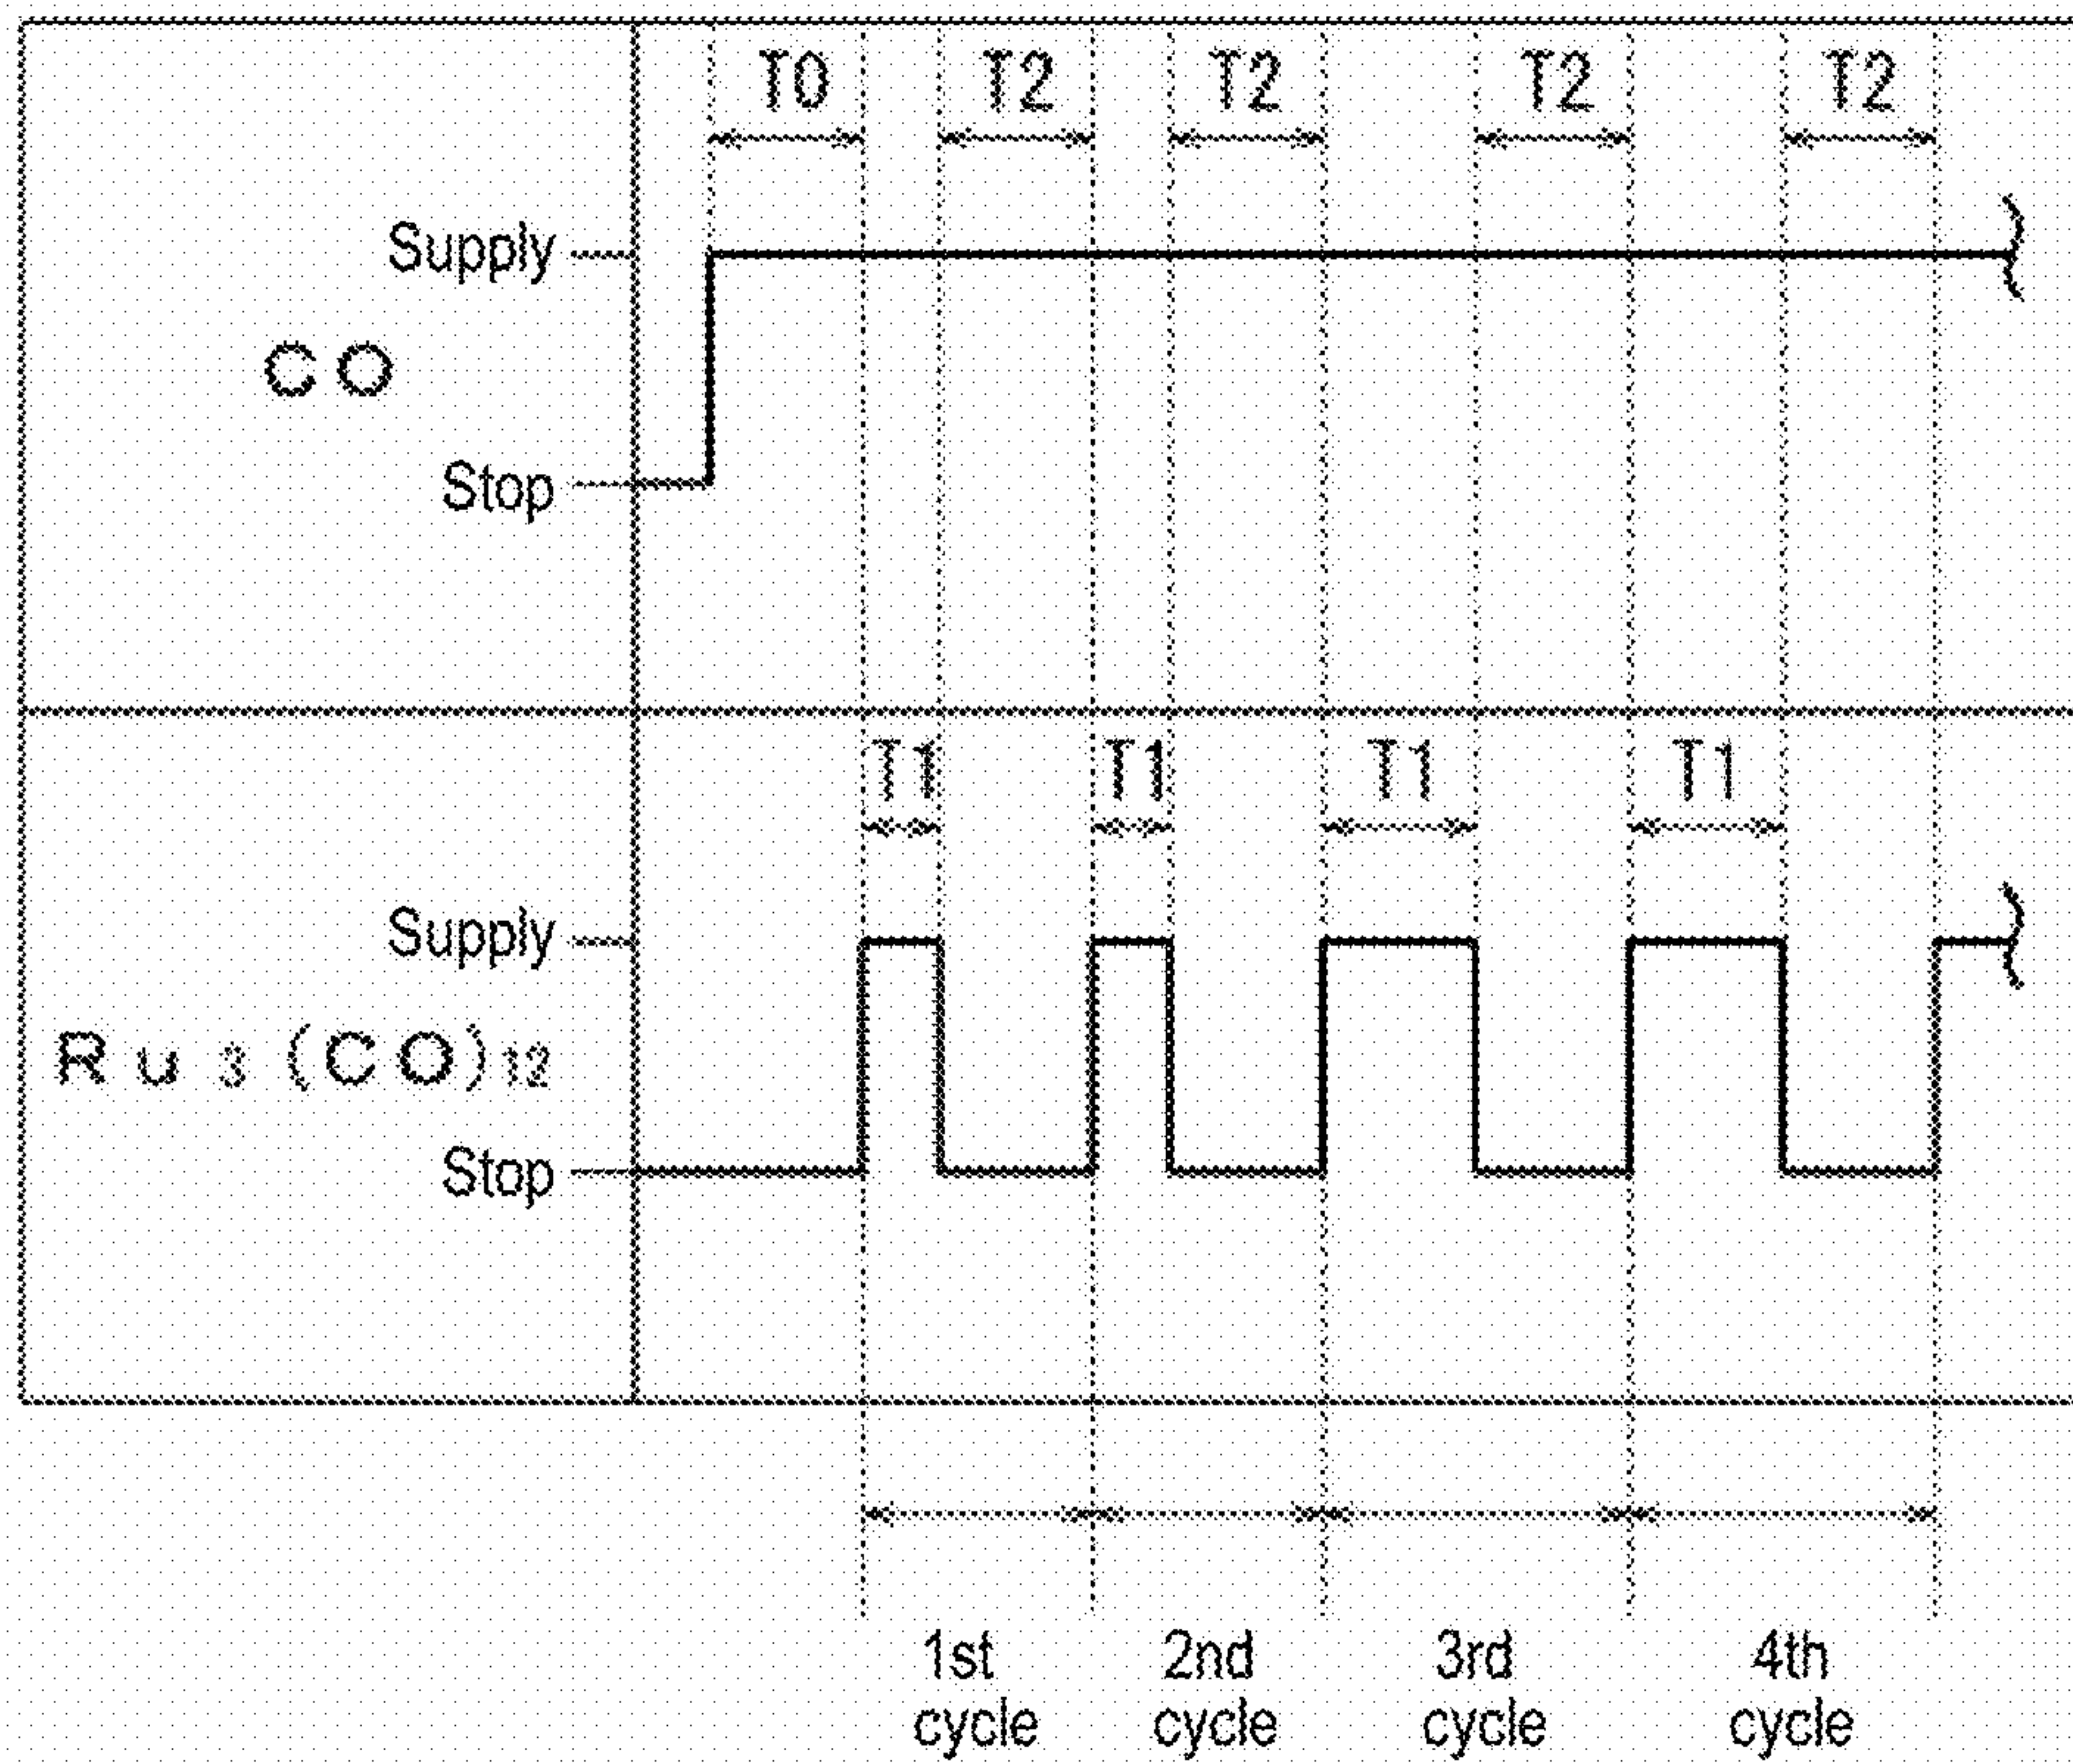 T0 T2 T2 T2 T2
Supply
CO
Stop
T1 T1 T1 T1
Supply
Ru3(CO)12
Stop
1st cycle
2nd cycle
3rd cycle
4th cycle